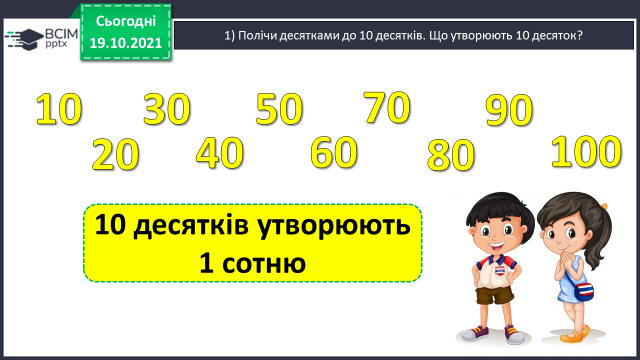 ВСІМ
pptx
Сьогодні
19.10.2021
1) Полічи десятками до 10 десятків. Що утворюють 10 десяток?
10 30 50 70 90
20 40 60 80 100
10 десятків утворюють
1 сотню